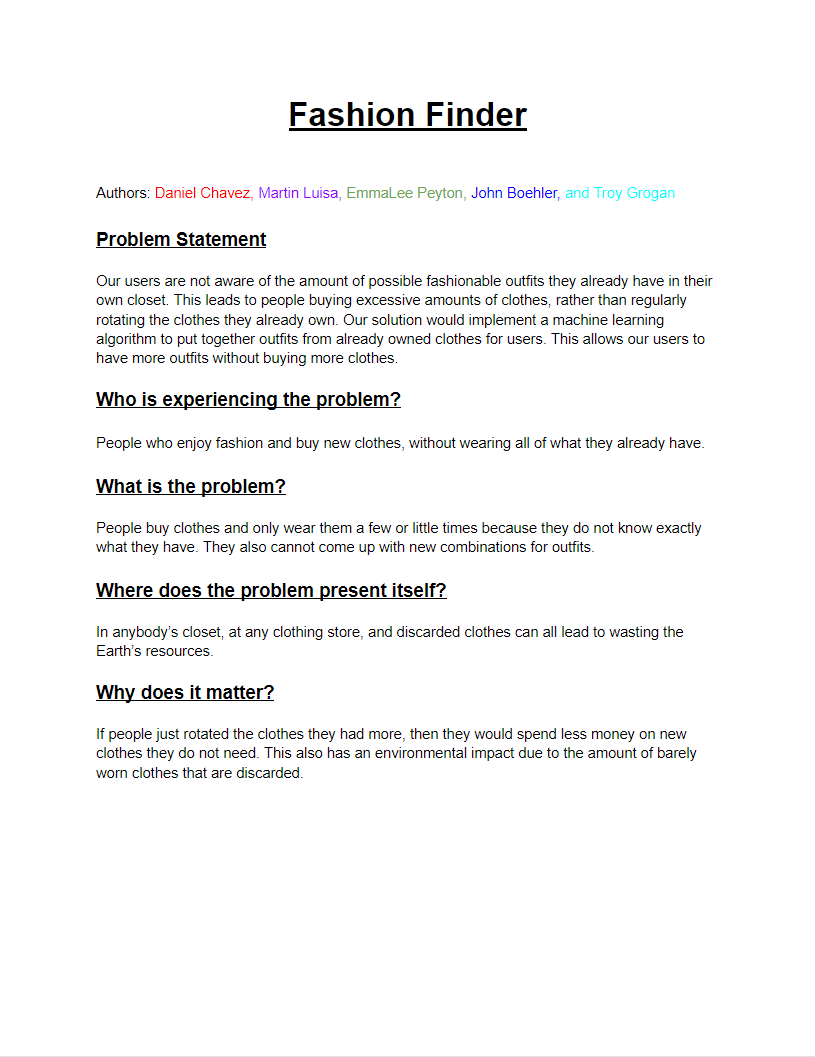 Fashion Finder
Authors: Daniel Chavez, Martin Luisa, EmmaLee Peyton, John Boehler, and Troy Grogan
Problem Statement
Our users are not aware of the amount of possible fashionable outfits they already have in their
own closet. This leads to people buying excessive amounts of clothes, rather than regularly
rotating the clothes they already own. Our solution would implement a machine learning
algorithm to put together outfits from already owned clothes for users. This allows our users to
have more outfits without buying more clothes.
Who is experiencing the problem?
People who enjoy fashion and buy new clothes, without wearing all of what they already have.
What is the problem?
People buy clothes and only wear them a few or little times because they do not know exactly
what they have. They also cannot come up with new combinations for outfits.
Where does the problem present itself?
In anybody’s closet, at any clothing store, and discarded clothes can all lead to wasting the
Earth’s resources.
Why does it matter?
If people just rotated the clothes they had more, then they would spend less money on new
clothes they do not need. This also has an environmental impact due to the amount of barely
worn clothes that are discarded.